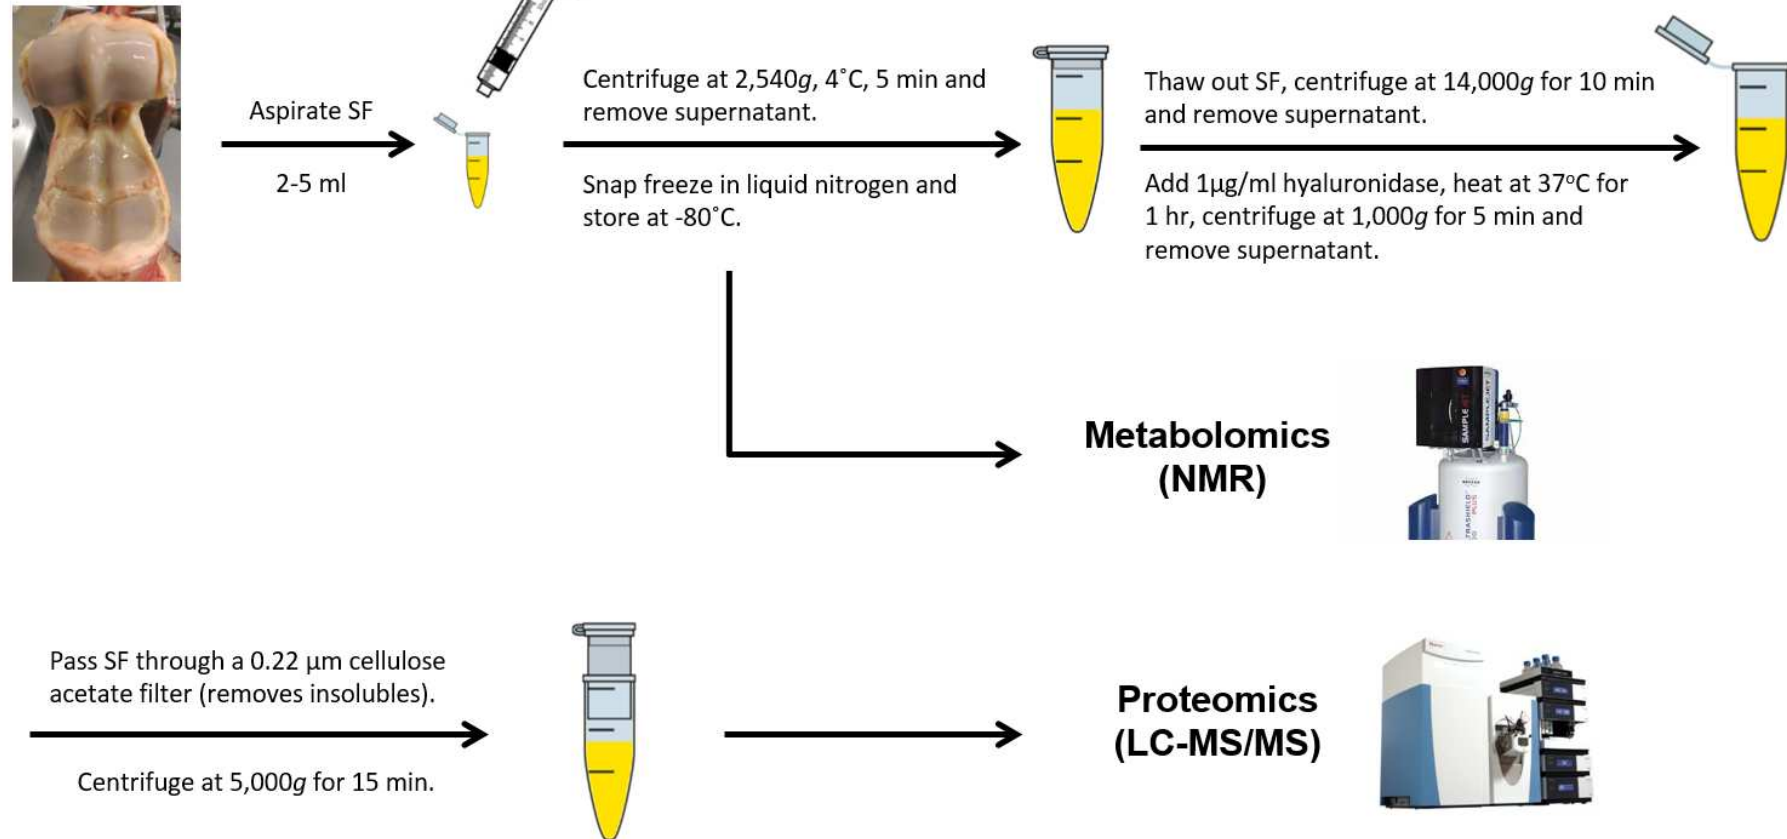 Aspirate SF
2-5 ml
Centrifuge at 2,540g, 4˚C, 5 min and
remove supernatant.
Snap freeze in liquid nitrogen and
store at -80˚C.
Thaw out SF, centrifuge at 14,000g for 10 min
and remove supernatant.
Add 1µg/ml hyaluronidase, heat at 37ºC for
1 hr, centrifuge at 1,000g for 5 min and
remove supernatant.
Metabolomics
(NMR)
SAMPLEJET
SAMPLEJET
PLUS
Pass SF through a 0.22 µm cellulose
acetate filter (removes insolubles).
Centrifuge at 5,000g for 15 min.
Proteomics
(LC-MS/MS)